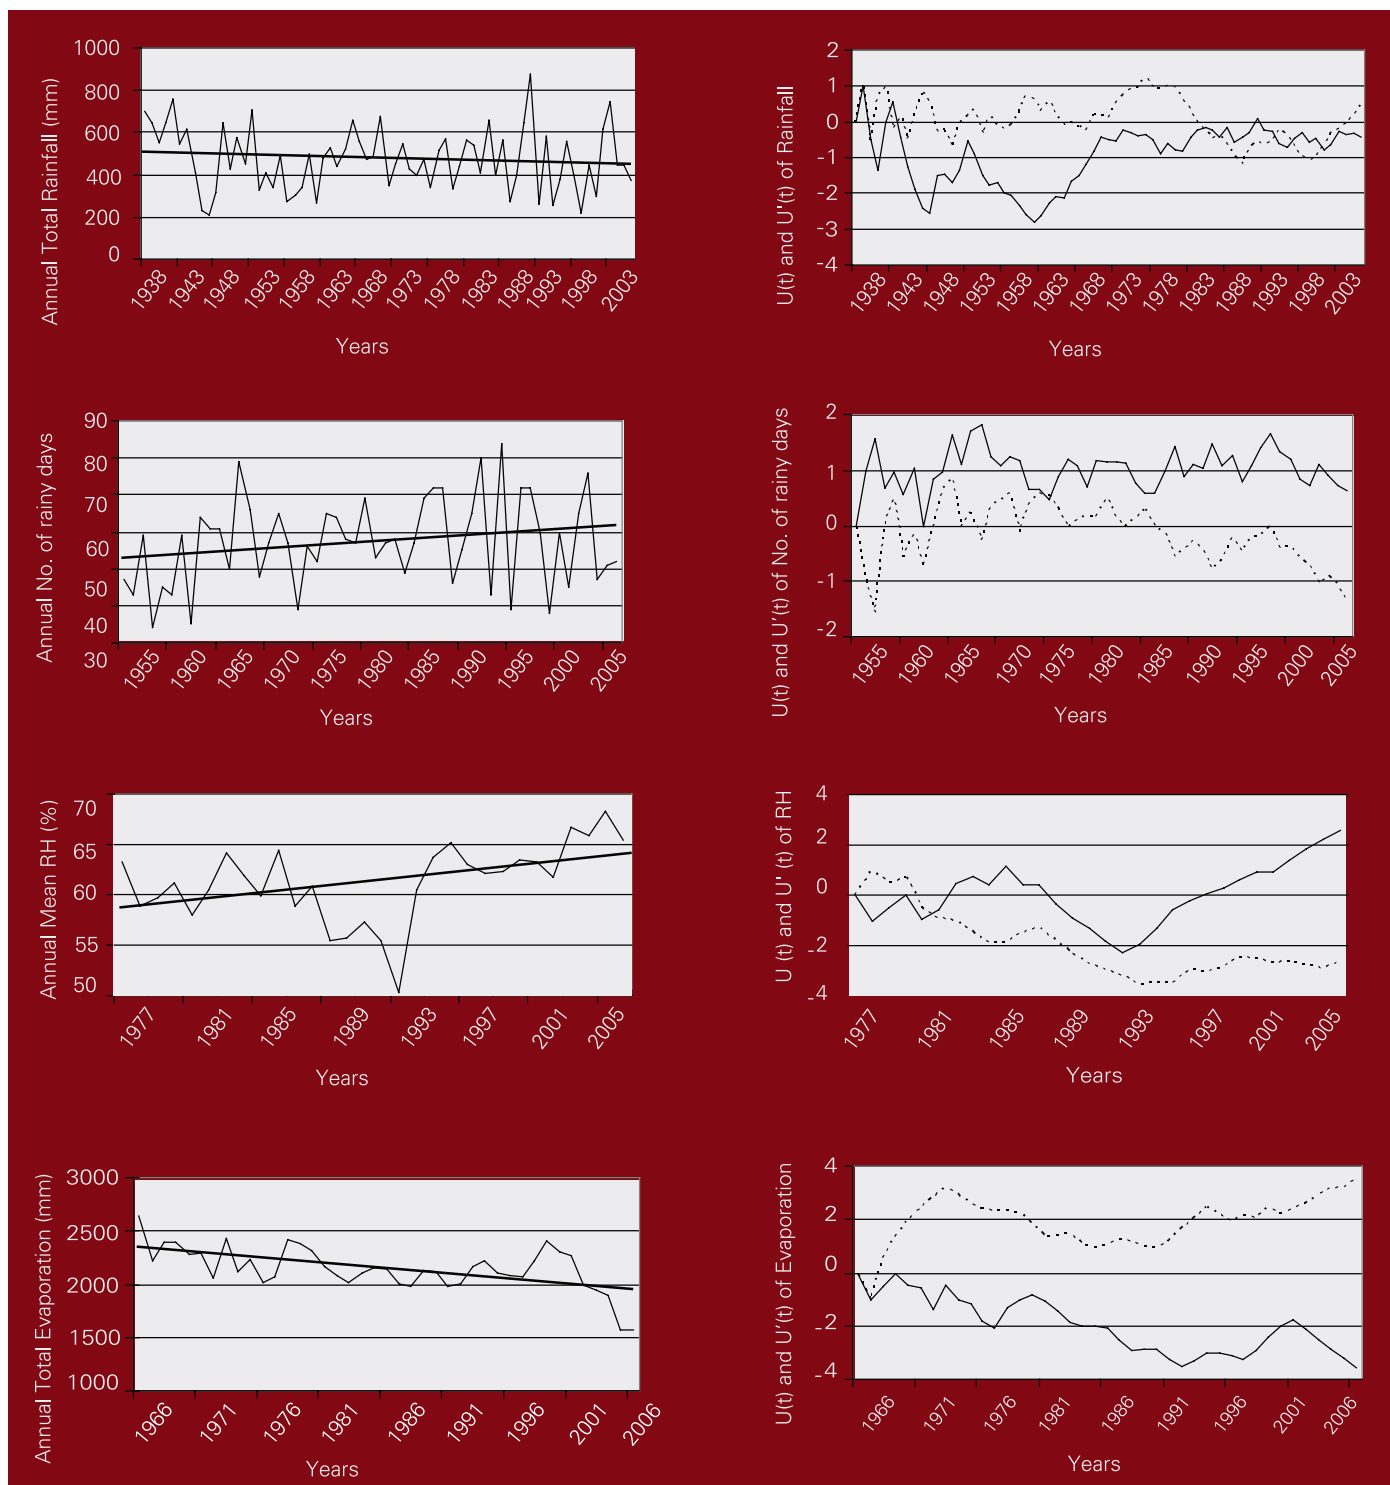 Annual Total Rainfall (mm)
1000
800
600
400
200
0
1938 1943 1948 1953 1958 1963 1968 1973 1978 1983 1988 1993 1998 2003
Years
U(t) and U'(t) of Rainfall
2
1
0
-1
-2
-3
-4
1938 1943 1948 1953 1958 1963 1968 1973 1978 1983 1988 1993 1998 2003
Years
Annual No. of rainy days
90
80
70
60
50
40
30
1955 1960 1965 1970 1975 1980 1985 1990 1995 2000 2005
Years
U(t) and U'(t) of No. of rainy days
2
1
0
-1
-2
1955 1960 1965 1970 1975 1980 1985 1990 1995 2000 2005
Years
Annual Mean RH (%)
70
65
60
55
50
1977 1981 1985 1989 1993 1997 2001 2005
Years
U (t) and U' (t) of RH
4
2
0
-2
-4
1977 1981 1985 1989 1993 1997 2001 2005
Years
Annual Total Evaporation (mm)
3000
2500
2000
1500
1000
1966 1971 1976 1981 1986 1991 1996 2001 2006
Years
U(t) and U'(t) of Evaporation
4
2
0
-2
-4
1966 1971 1976 1981 1986 1991 1996 2001 2006
Years